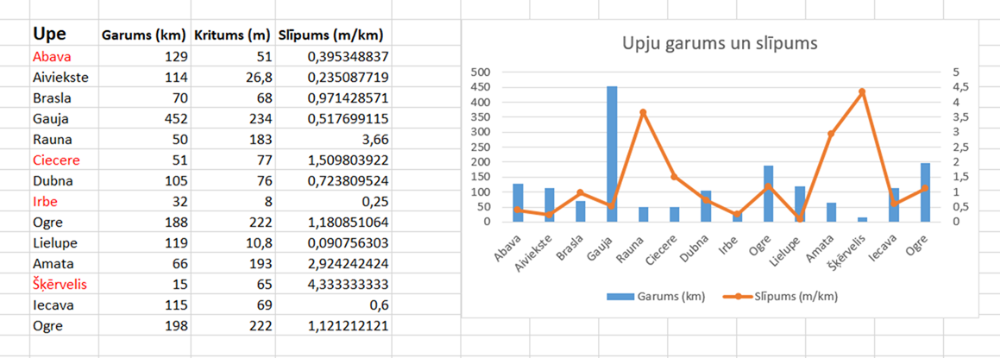 Upe Garums (km) Kritums (m) Slīpums (m/km)
Abava 129 51 0,395348837
Aiviekste 114 26,8 0,235087719
Brasla 70 68 0,971428571
Gauja 452 234 0,517699115
Rauna 50 183 3,66
Ciecere 51 77 1,509803922
Dubna 105 76 0,723809524
Irbe 32 8 0,25
Ogre 188 222 1,180851064
Lielupe 119 10,8 0,090756303
Amata 66 193 2,924242424
Šķērvelis 15 65 4,333333333
Iecava 115 69 0,6
Ogre 198 222 1,121212121
Upju garums un slīpums
500 5
450 4,5
400 4
350 3,5
300 3
250 2,5
200 2
150 1,5
100 1
50 0,5
0 0
Abava Aiviekste Brasla Gauja Rauna Ciecere Dubna Irbe Ogre Lielupe Amata Šķērvelis Iecava Ogre
Garums (km) Slīpums (m/km)